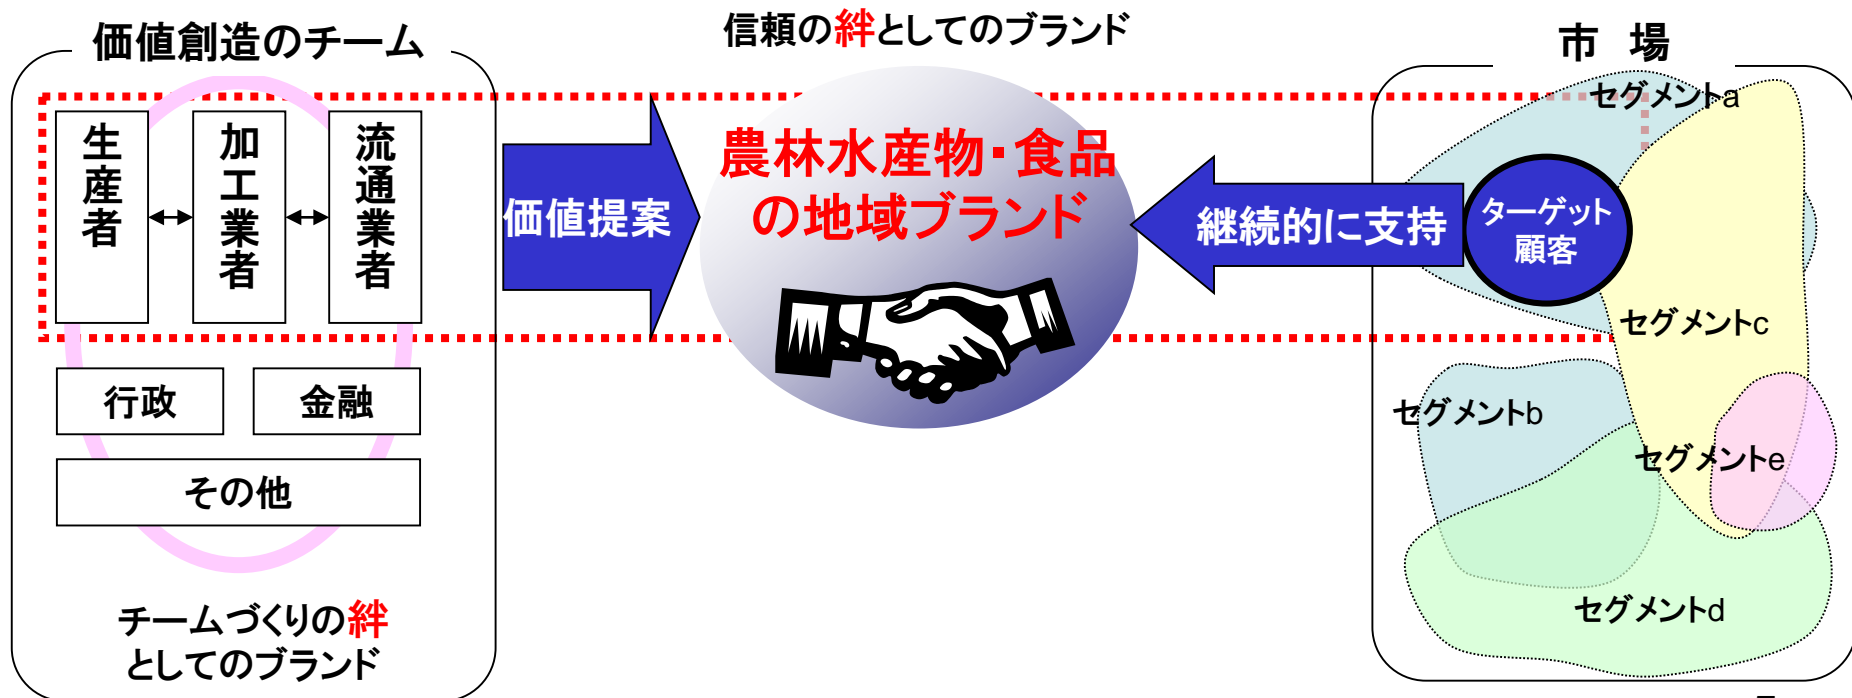 価値創造のチーム
信頼の絆としてのブランド
市 場
生産者
加工業者
流通業者
行政
金融
その他
チームづくりの絆
としてのブランド
価値提案
農林水産物・食品
の地域ブランド
継続的に支持
ターゲット
顧客
セグメントa
セグメントc
セグメントb
セグメントe
セグメントd